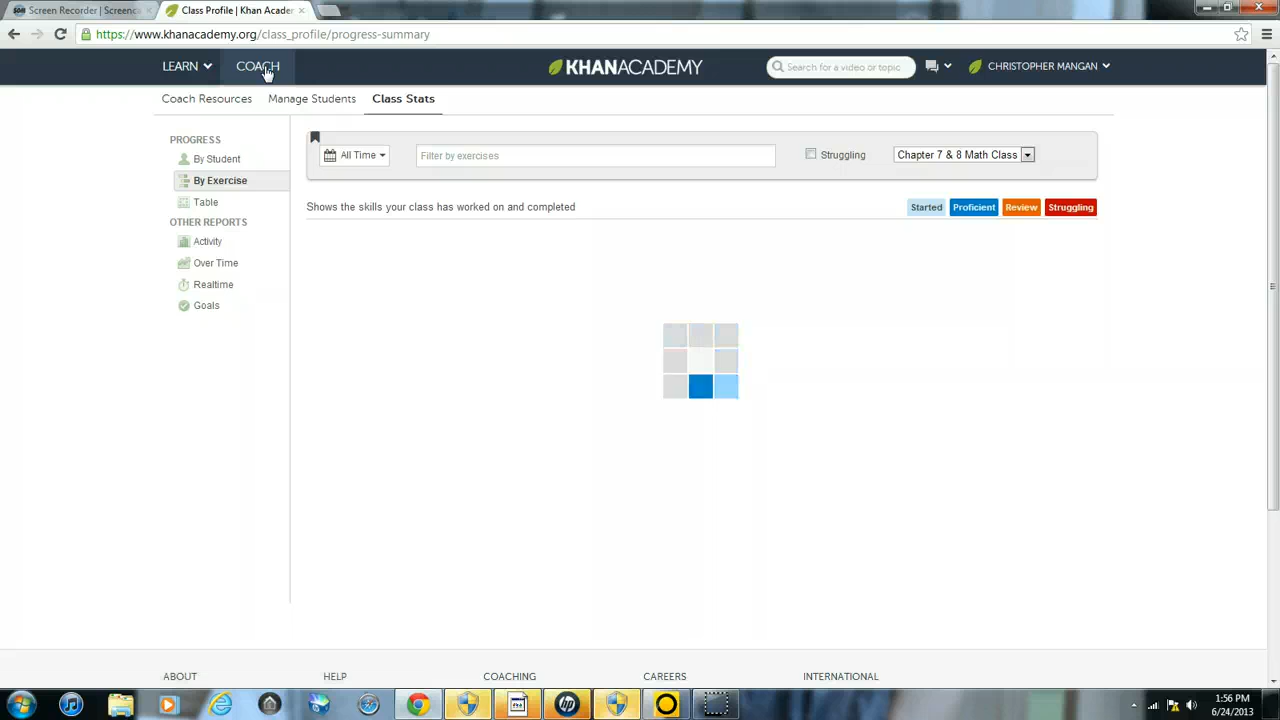 Screen Recorder | Screenca
Class Profile | Khan Acader
https://www.khanacademy.org/class_profile/progress-summary
LEARN
COACH
KHANACADEMY
Search for a video or topic
CHRISTOPHER MANGAN
Coach Resources
Manage Students
Class Stats
PROGRESS
By Student
By Exercise
Table
OTHER REPORTS
Activity
Over Time
Realtime
Goals
All Time
Filter by exercises
Struggling
Chapter 7 & 8 Math Class
Shows the skills your class has worked on and completed
Started
Proficient
Review
Struggling
ABOUT
HELP
COACHING
CAREERS
INTERNATIONAL
1:56 PM
6/24/2013